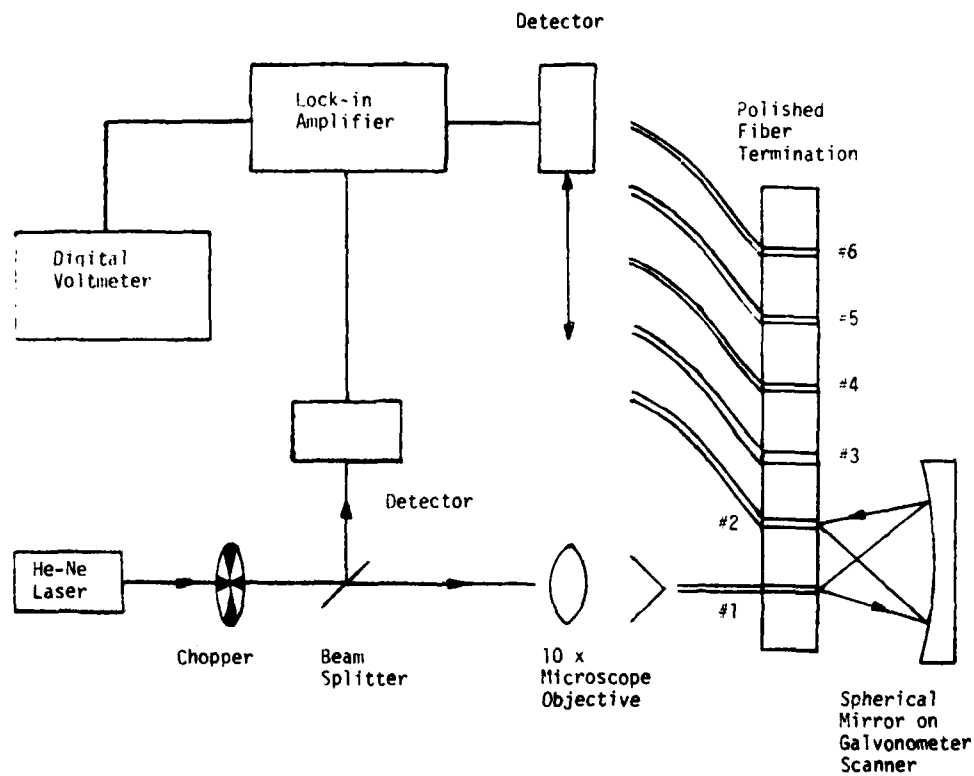 Detector
Lock-in
Amplifier
Polished
Fiber
Termination
Digital
Voltmeter
#6
#5
#4
#3
#2
#1
Detector
He-Ne
Laser
Chopper
Beam
Splitter
10 x
Microscope
Objective
Spherical
Mirror on
Galvonometer
Scanner